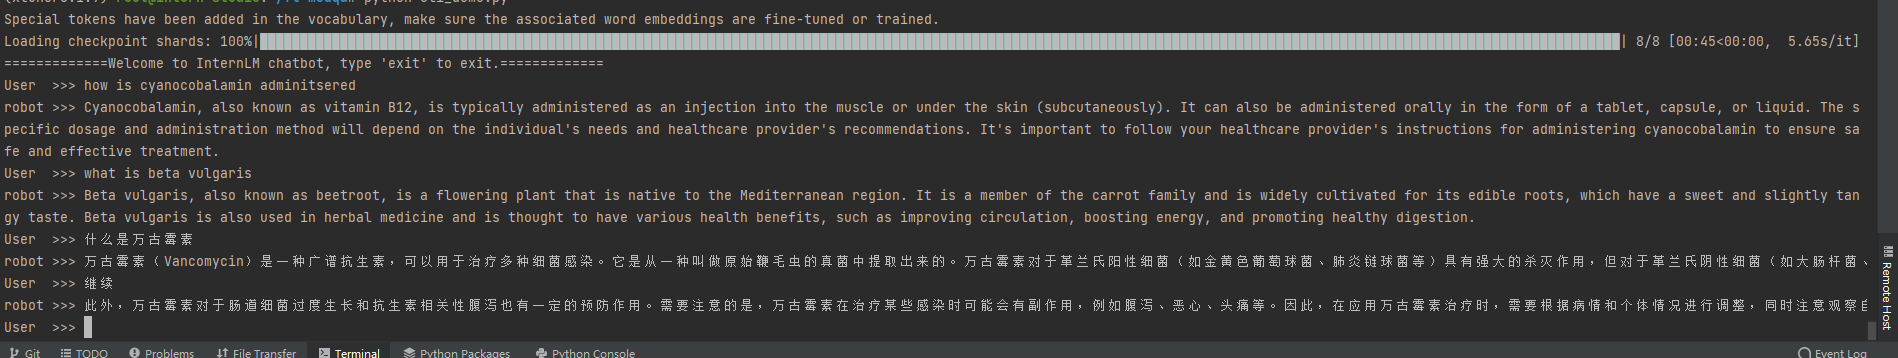 Special tokens have been added in the vocabulary, make sure the associated word embeddings are fine-tuned or trained.
Loading checkpoint shards: 100%| | 8/8 [00:45<00:00,  5.65s/it]
=============Welcome to InternLM chatbot, type 'exit' to exit.=============
User  >>> how is cyanocobalamin adminitsered
robot >>> Cyanocobalamin, also known as vitamin B12, is typically administered as an injection into the muscle or under the skin (subcutaneously). It can also be administered orally in the form of a tablet, capsule, or liquid. The s
pecific dosage and administration method will depend on the individual's needs and healthcare provider's recommendations. It's important to follow your healthcare provider's instructions for administering cyanocobalamin to ensure sa
fe and effective treatment.
User  >>> what is beta vulgaris
robot >>> Beta vulgaris, also known as beetroot, is a flowering plant that is native to the Mediterranean region. It is a member of the carrot family and is widely cultivated for its edible roots, which have a sweet and slightly tan
gy taste. Beta vulgaris is also used in herbal medicine and is thought to have various health benefits, such as improving circulation, boosting energy, and promoting healthy digestion.
User  >>> 什么是万古霉素
robot >>> 万古霉素（Vancomycin）是一种广谱抗生素，可以用于治疗多种细菌感染。它是从一种叫做原始鞭毛虫的真菌中提取出来的。万古霉素对于革兰氏阳性细菌（如金黄色葡萄球菌、肺炎链球菌等）具有强大的杀灭作用，但对于革兰氏阴性细菌（如大肠杆菌、
User  >>> 继续
robot >>> 此外，万古霉素对于肠道细菌过度生长和抗生素相关性腹泻也有一定的预防作用。需要注意的是，万古霉素在治疗某些感染时可能会有副作用，例如腹泻、恶心、头痛等。因此，在应用万古霉素治疗时，需要根据病情和个体情况进行调整，同时注意观察
User  >>>
Remote Host
Git TODO Problems File Transfer Terminal Python Packages Python Console Event Log